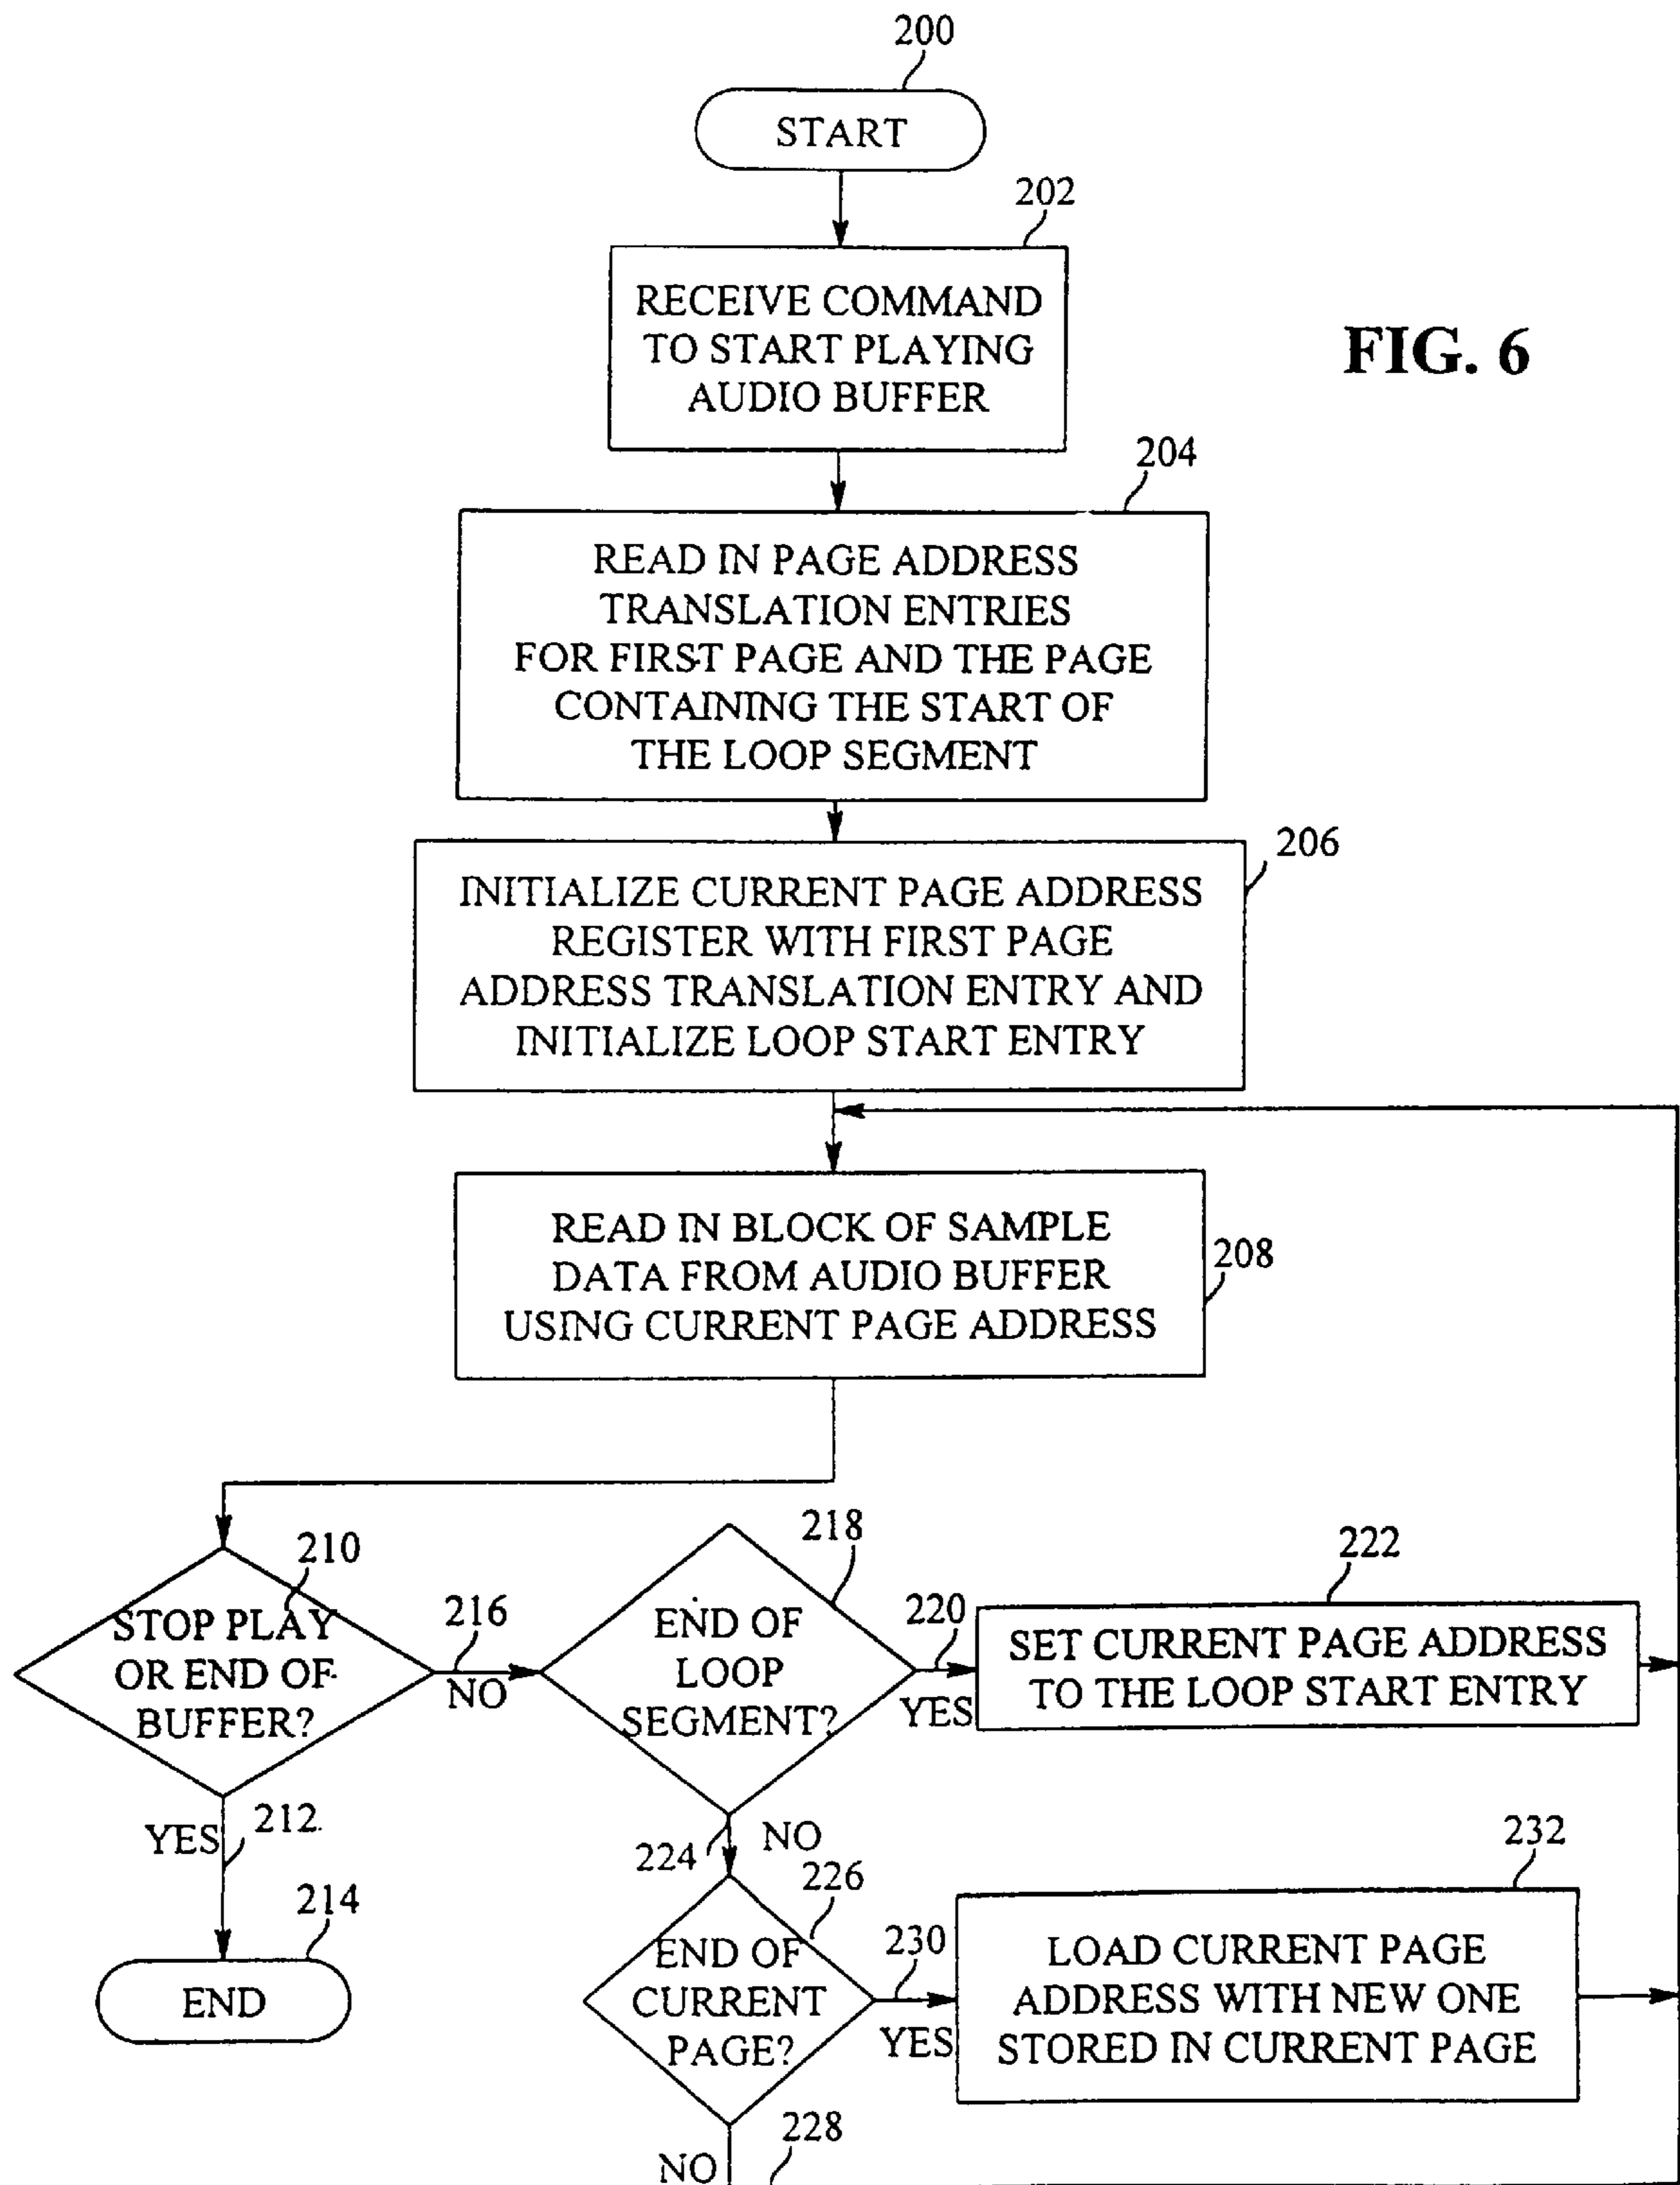 200
START
202
RECEIVE COMMAND
TO START PLAYING
AUDIO BUFFER
FIG. 6
204
READ IN PAGE ADDRESS
TRANSLATION ENTRIES
FOR FIRST PAGE AND THE PAGE
CONTAINING THE START OF
THE LOOP SEGMENT
206
INITIALIZE CURRENT PAGE ADDRESS
REGISTER WITH FIRST PAGE
ADDRESS TRANSLATION ENTRY AND
INITIALIZE LOOP START ENTRY
208
READ IN BLOCK OF SAMPLE
DATA FROM AUDIO BUFFER
USING CURRENT PAGE ADDRESS
210
STOP PLAY
OR END OF
BUFFER?
216
NO
218
END OF
LOOP
SEGMENT?
220
YES
222
SET CURRENT PAGE ADDRESS
TO THE LOOP START ENTRY
YES
212
214
END
224
NO
226
END OF
CURRENT
PAGE?
230
YES
232
LOAD CURRENT PAGE
ADDRESS WITH NEW ONE
STORED IN CURRENT PAGE
NO
228